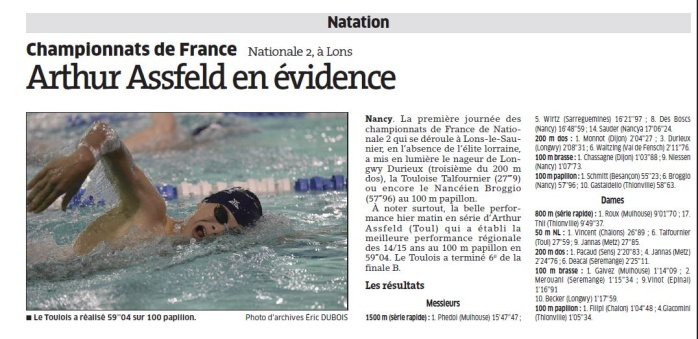 Natation
Championnats de France Nationale 2, à Lons
Arthur Assfeld en évidence
■ Le Toulois a réalisé 59"04 sur 100 papillon. Photo d'archives Éric DUBOIS
Nancy. La première journée des
championnats de France de Natio-
nale 2 qui se déroule à Lons-le-Sau-
nier, en l'absence de l'élite lorraine,
a mis en lumière le nageur de Lon-
gwy Durieux (troisième du 200 m
dos), la Touloise Talfournier (27"9)
ou encore le Nancéien Broggio
(57"96) au 100 m papillon.
À noter surtout, la belle perfor-
mance hier matin en série d'Arthur
Assfeld (Toul) qui a établi la
meilleure performance régionale
des 14/15 ans au 100 m papillon en
59"04. Le Toulois a terminé 6e de la
finale B.
Les résultats
Messieurs
1500 m (série rapide) : 1. Phedol (Mulhouse) 15'47"47 ;
5. Wirtz (Sarreguemines) 16'21"97 ; 8. Des Boscs
(Nancy) 16'48"59 ; 14. Sauder (Nancyà 17'06"24.
200 m dos : 1. Monnot (Dijon) 2'04"27 ; 3. Durieux
(Longwy) 2'08"31 ; 6. Waitzing (Val de Fensch) 2'11"76.
100 m brasse : 1. Chassagne (Dijon) 1'03"88 ; 9. Niessen
(Nancy) 1'07"73.
100 m papillon : 1. Schmitt (Besançon) 55"23 ; 6. Broggio
(Nancy) 57"96 ; 10. Gastaldello (Thionville) 58"63.
Dames
800 m (série rapide) : 1. Roux (Mulhouse) 9'01"70 ; 17.
Thil (Thionville) 9'49"37.
50 m NL : 1. Vincent (Chalons) 26"89 ; 6. Talfournier
(Toul) 27"59 ; 9. Jannas (Metz) 27"85.
200 m dos : 1. Pacaud (Sens) 2'20"83 ; 4. Jannas (Metz)
2'24"76 ; 6. Deacal (Seremange) 2'25"11.
100 m brasse : 1. Galvez (Mulhouse) 1'14"09 ; 2.
Merouani (Seremange) 1'15"34 ; 9.Vinot (Epinal)
1'16"91
10. Becker (Longwy) 1'17"59.
100 m papillon : 1. Filipi (Chalon) 1'04"48 ; 4.Giacomini
(Thionville) 1'05"34.